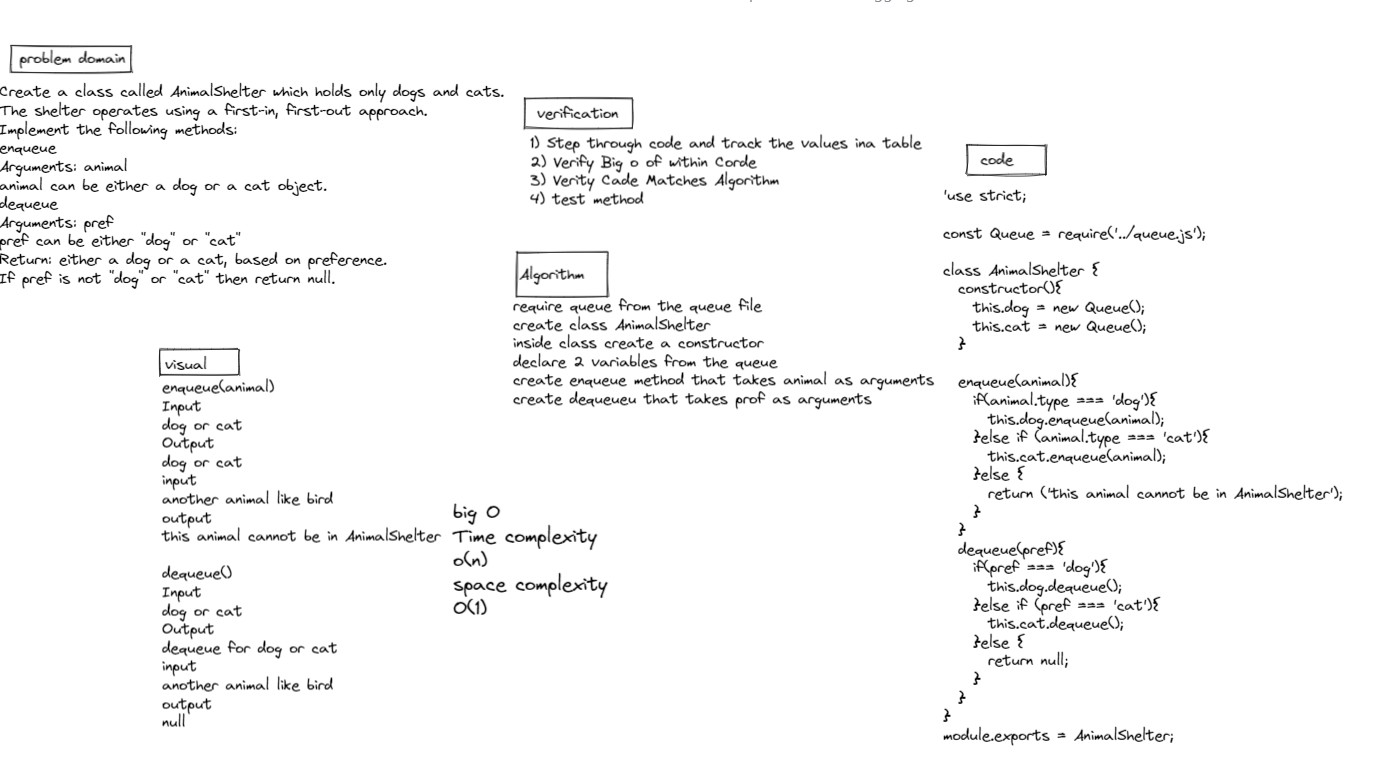 problem domain
Create a class called AnimalShelter which holds only dogs and cats.
The shelter operates using a first-in, first-out approach.
Implement the following methods:
enqueue
Arguments: animal
animal can be either a dog or a cat object.
dequeue
Arguments: pref
pref can be either "dog" or "cat"
Return: either a dog or a cat, based on preference.
If pref is not "dog" or "cat" then return null.
visual
enqueue(animal)
Input
dog or cat
Output
dog or cat
input
another animal like bird
output
this animal cannot be in AnimalShelter
dequeue()
Input
dog or cat
Output
dequeue for dog or cat
input
another animal like bird
output
null
verification
1) Step through code and track the values ina table
2) Verify Big o of within Corde
3) Verity Cade Matches Algorithm
4) test method
Algorithm
require queue from the queue file
create class AnimalShelter
inside class create a constructor
declare 2 variables from the queue
create enqueue method that takes animal as arguments
create dequeueu that takes prof as arguments
big O
Time complexity
o(n)
space complexity
O(1)
code
'use strict;
const Queue = require('../queue.js');
class AnimalShelter {
constructor(){
this.dog = new Queue();
this.cat = new Queue();
}
enqueue(animal){
if(animal.type === 'dog'){
this.dog.enqueue(animal);
}else if (animal.type === 'cat'){
this.cat.enqueue(animal);
}else {
return ('this animal cannot be in AnimalShelter');
}
}
dequeue(pref){
if(pref === 'dog'){
this.dog.dequeue();
}else if (pref === 'cat'){
this.cat.dequeue();
}else {
return null;
}
}
}
module.exports = AnimalShelter;